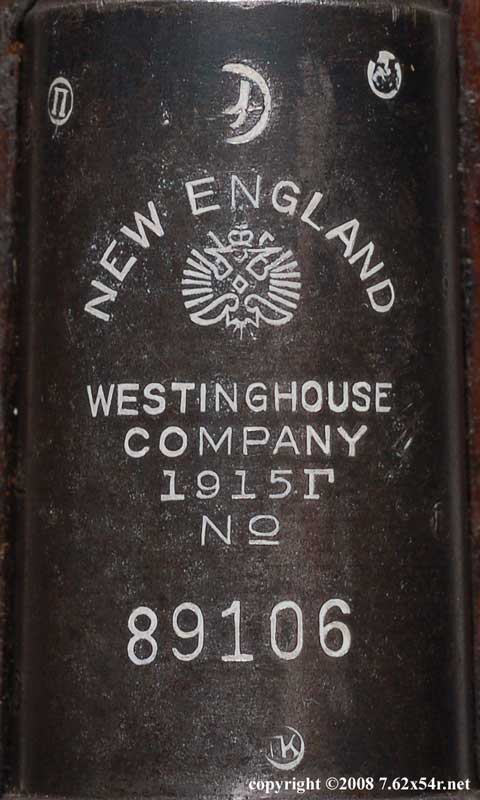 П
NEW ENGLAND
WESTINGHOUSE
COMPANY
1915Г
Nº
89106
K
copyright ©2008 7.62x54r.net